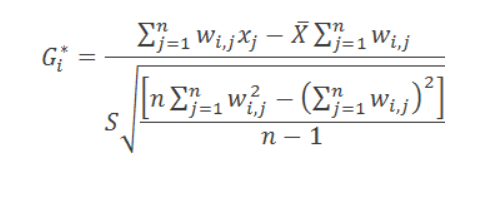 G_i^* = \frac{\sum_{j=1}^{n} w_{i,j} x_j - \bar{X} \sum_{j=1}^{n} w_{i,j}}{S \sqrt{\frac{\left[ n \sum_{j=1}^{n} w_{i,j}^2 - \left( \sum_{j=1}^{n} w_{i,j} \right)^2 \right]}{n-1}}}